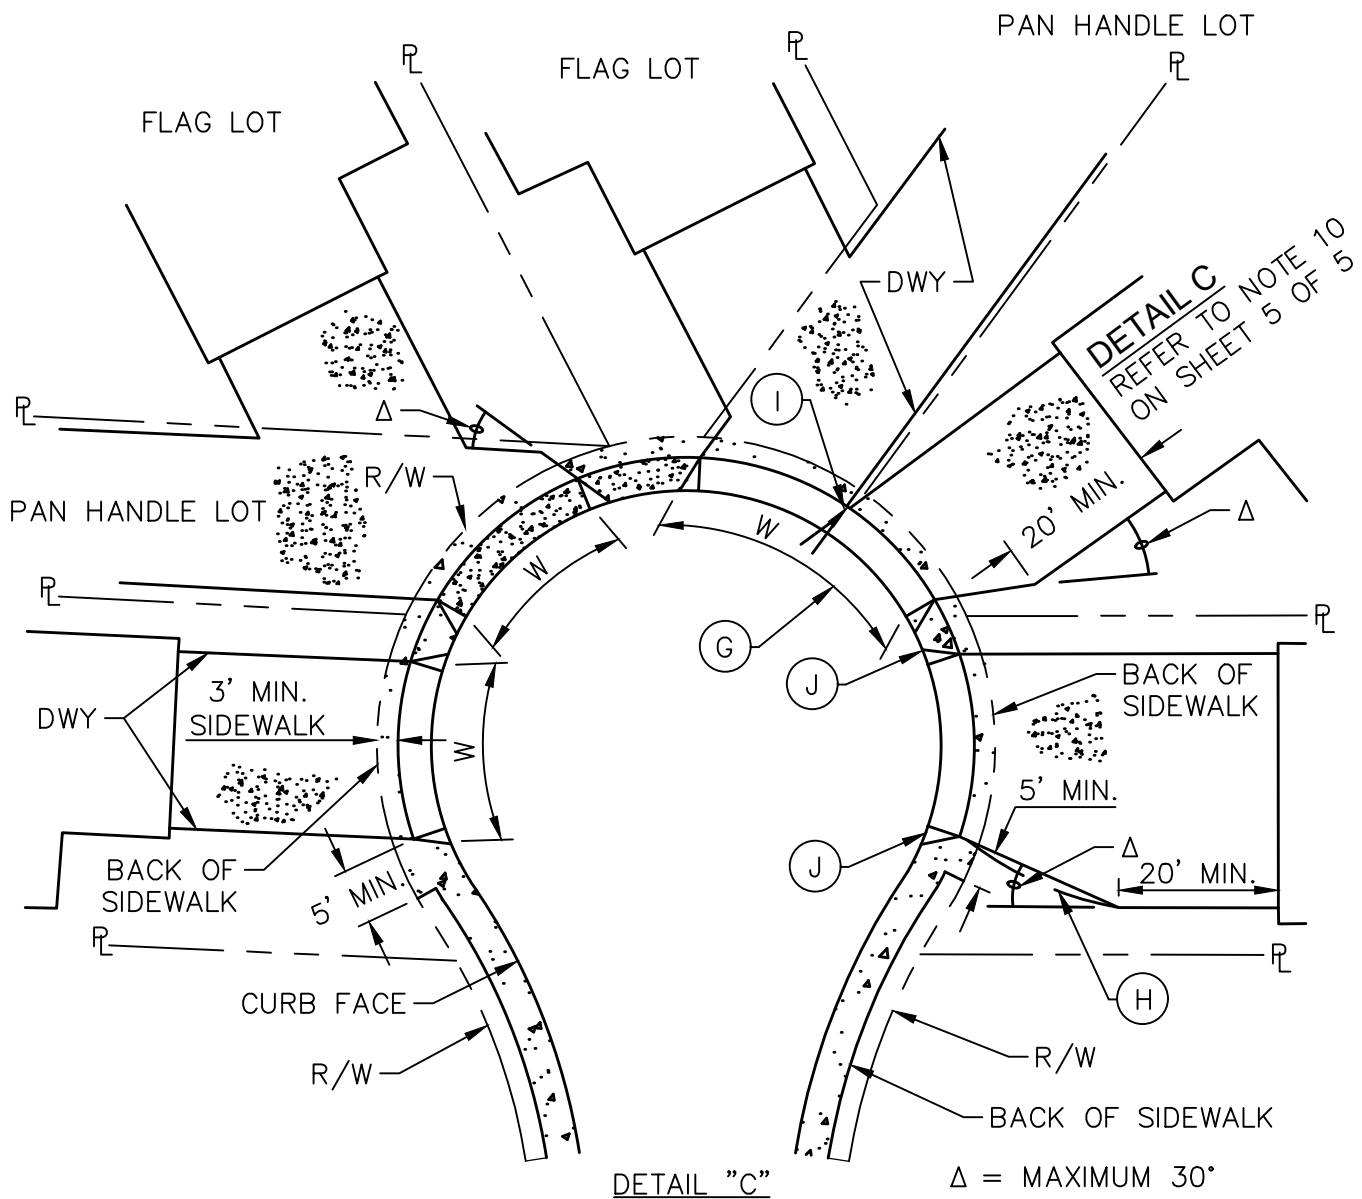 PAN HANDLE LOT
PL
PL
PL
FLAG LOT
FLAG LOT
DWY
DETAIL C
REFER TO NOTE 10
ON SHEET 5 OF 5
Δ
I
PL
R/W
PAN HANDLE LOT
20' MIN.
Δ
W
W
PL
G
J
PL
3' MIN.
SIDEWALK
DWY
W
BACK OF
SIDEWALK
5' MIN.
J
Δ
20' MIN.
BACK OF
SIDEWALK
5' MIN.
PL
PL
H
CURB FACE
R/W
R/W
BACK OF SIDEWALK
DETAIL "C"
Δ = MAXIMUM 30°